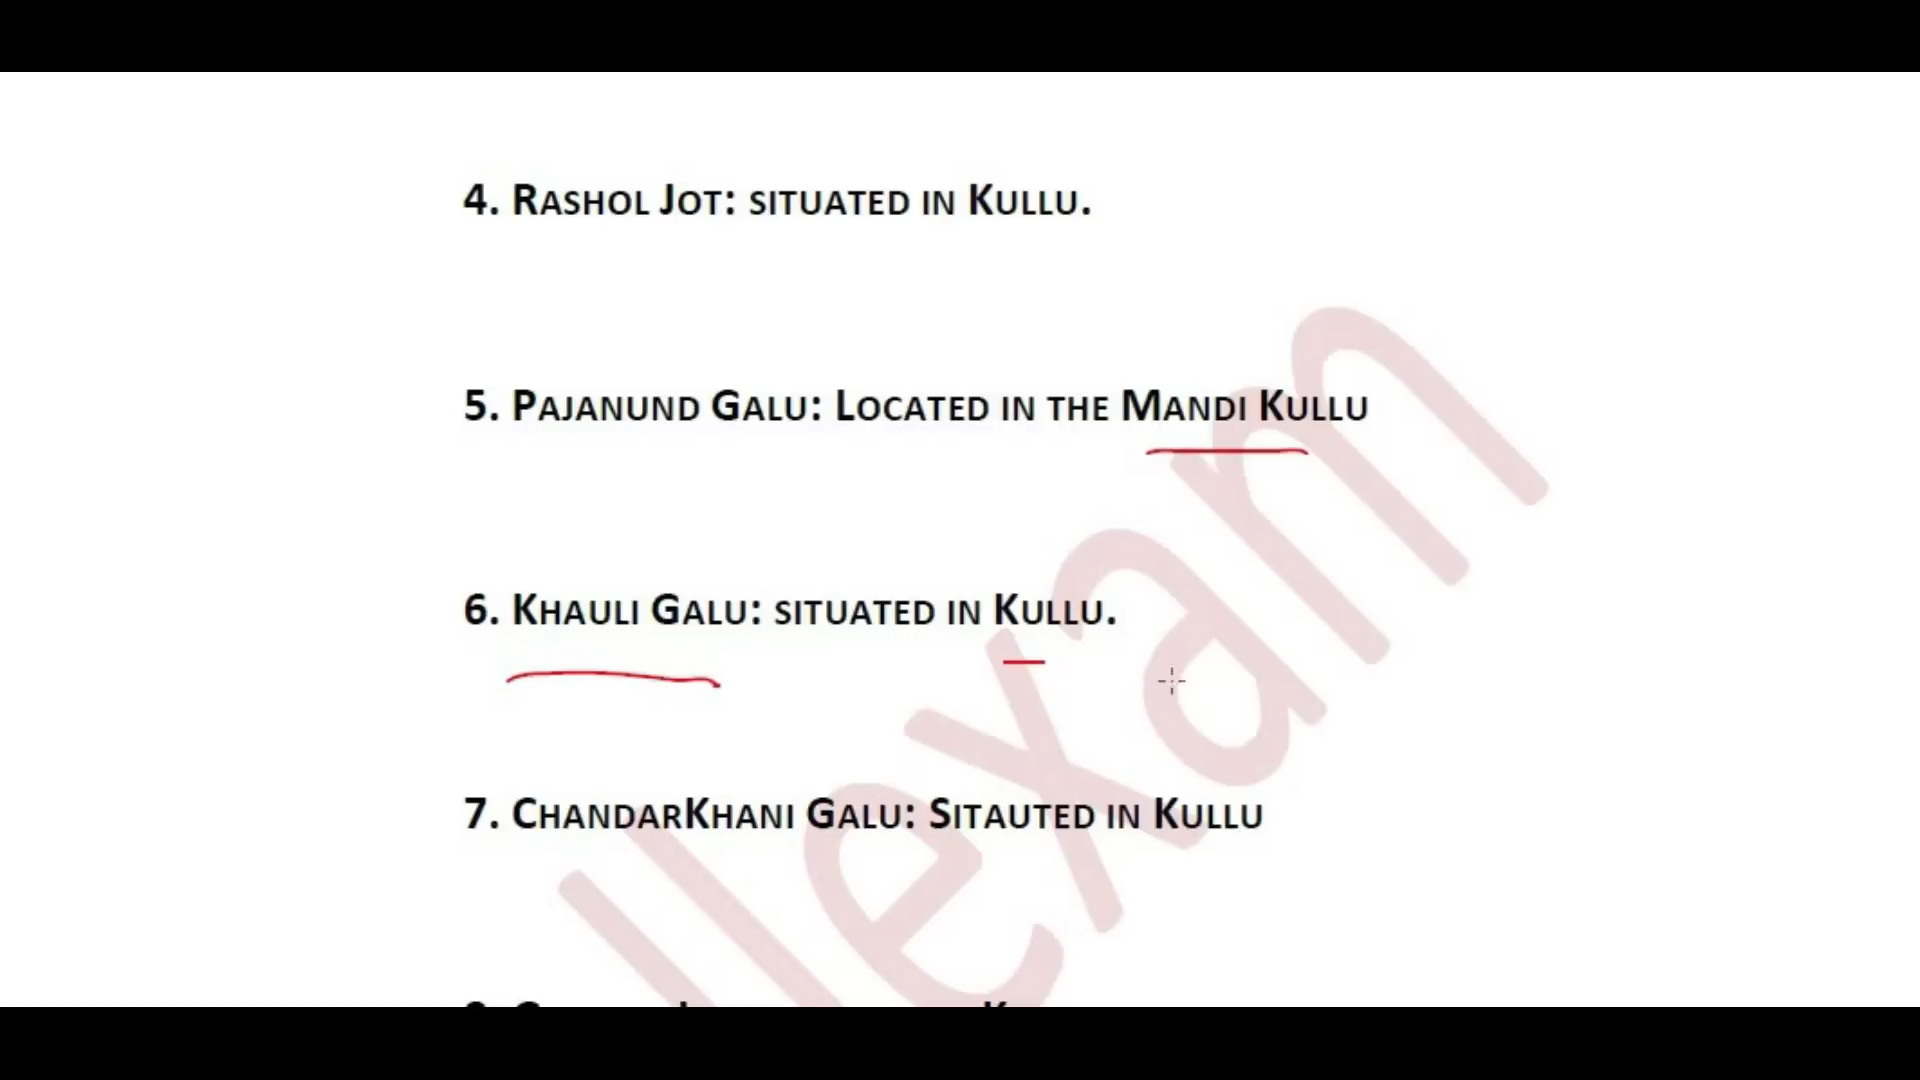 4. Rashol Jot: situated in Kullu.
5. Pajanund Galu: Located in the Mandi Kullu
6. Khauli Galu: situated in Kullu.
7. ChandarKhani Galu: Sitauted in Kullu
llexam